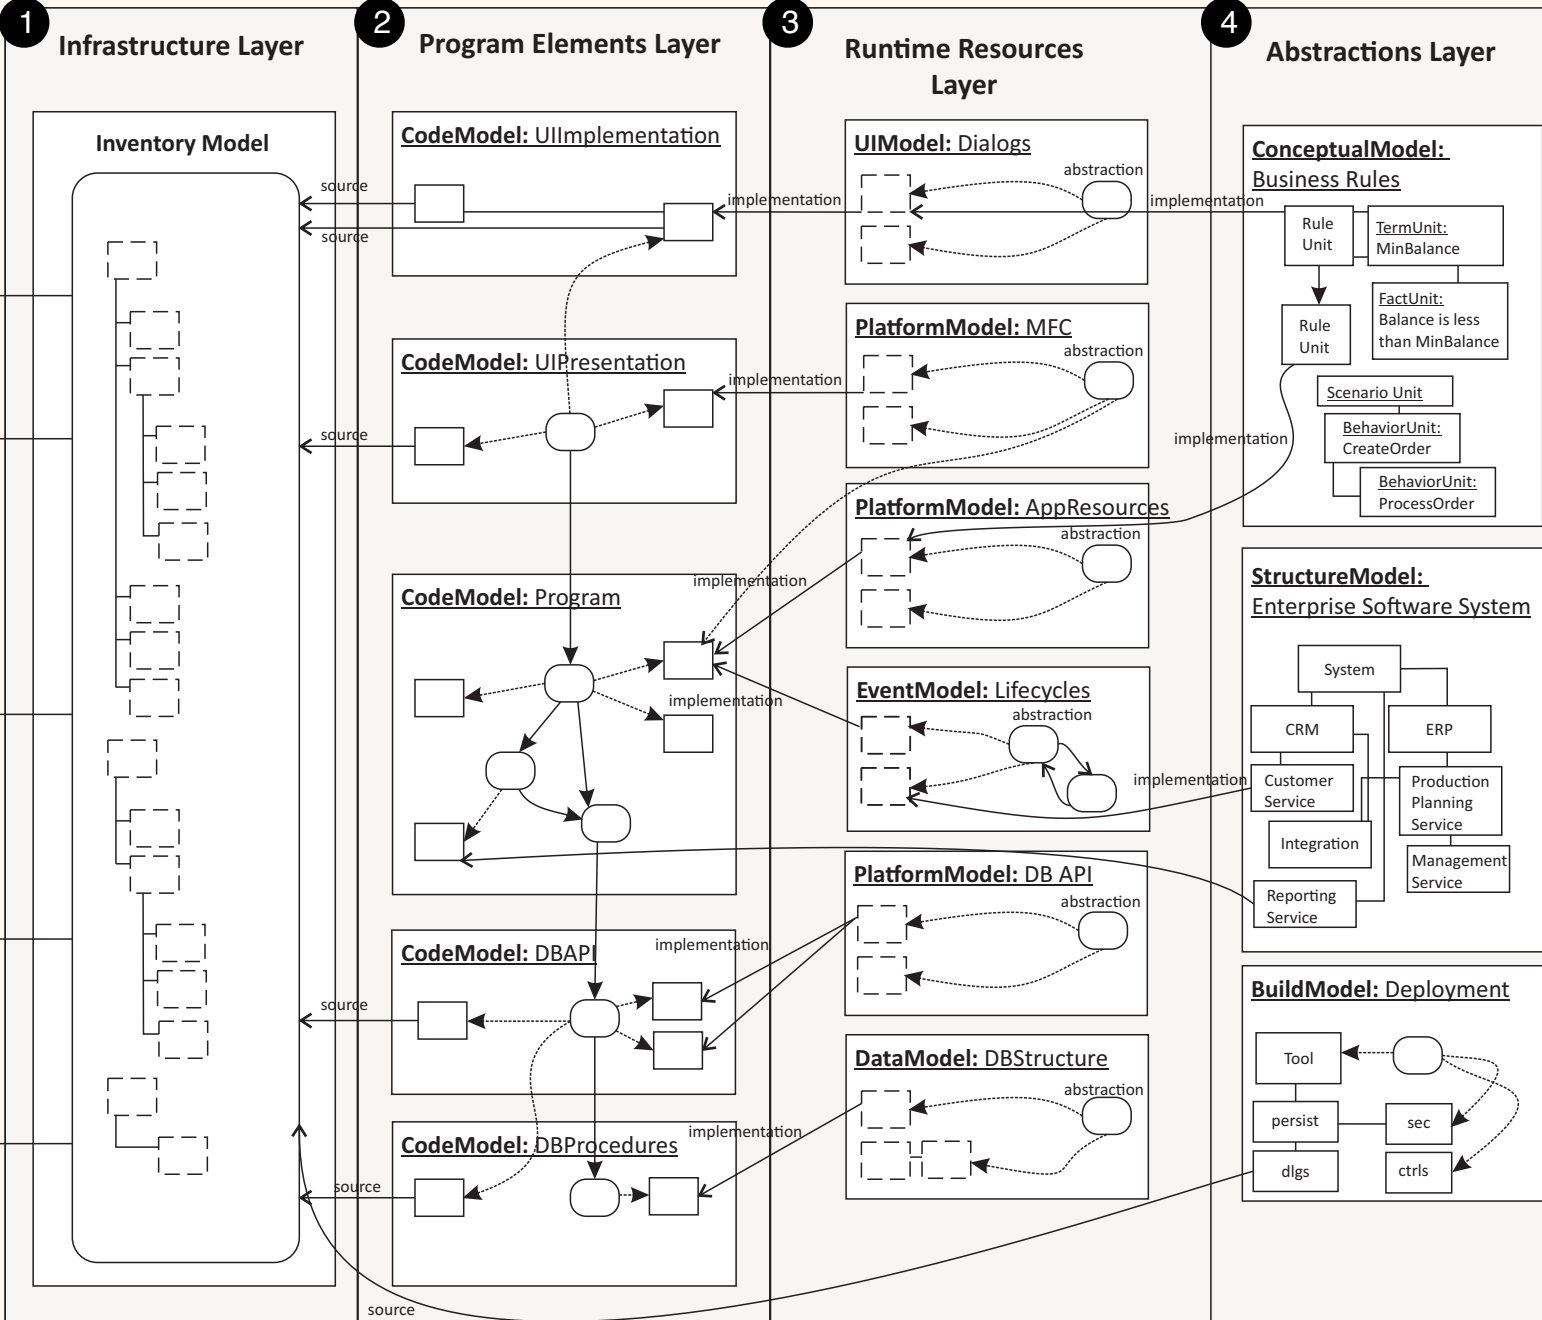 1
Infrastructure Layer
Inventory Model
source
source
source
source
source
source
2
Program Elements Layer
CodeModel: UIImplementation
CodeModel: UIPresentation
CodeModel: Program
CodeModel: DBAPI
CodeModel: DBProcedures
implementation
implementation
implementation
implementation
implementation
implementation
3
Runtime Resources
Layer
UIModel: Dialogs
abstraction
PlatformModel: MFC
abstraction
PlatformModel: AppResources
abstraction
EventModel: Lifecycles
abstraction
PlatformModel: DB API
abstraction
DataModel: DBStructure
abstraction
implementation
implementation
implementation
4
Abstractions Layer
ConceptualModel:
Business Rules
Rule
Unit
TermUnit:
MinBalance
Rule
Unit
FactUnit:
Balance is less
than MinBalance
Scenario Unit
BehaviorUnit:
CreateOrder
BehaviorUnit:
ProcessOrder
StructureModel:
Enterprise Software System
System
CRM
ERP
Customer
Service
Production
Planning
Service
Integration
Management
Service
Reporting
Service
BuildModel: Deployment
Tool
persist
sec
dlgs
ctrls